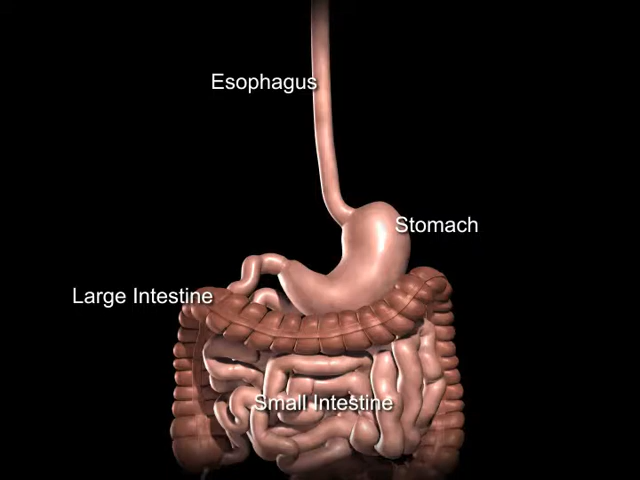 Esophagus
Stomach
Large Intestine
Small Intestine